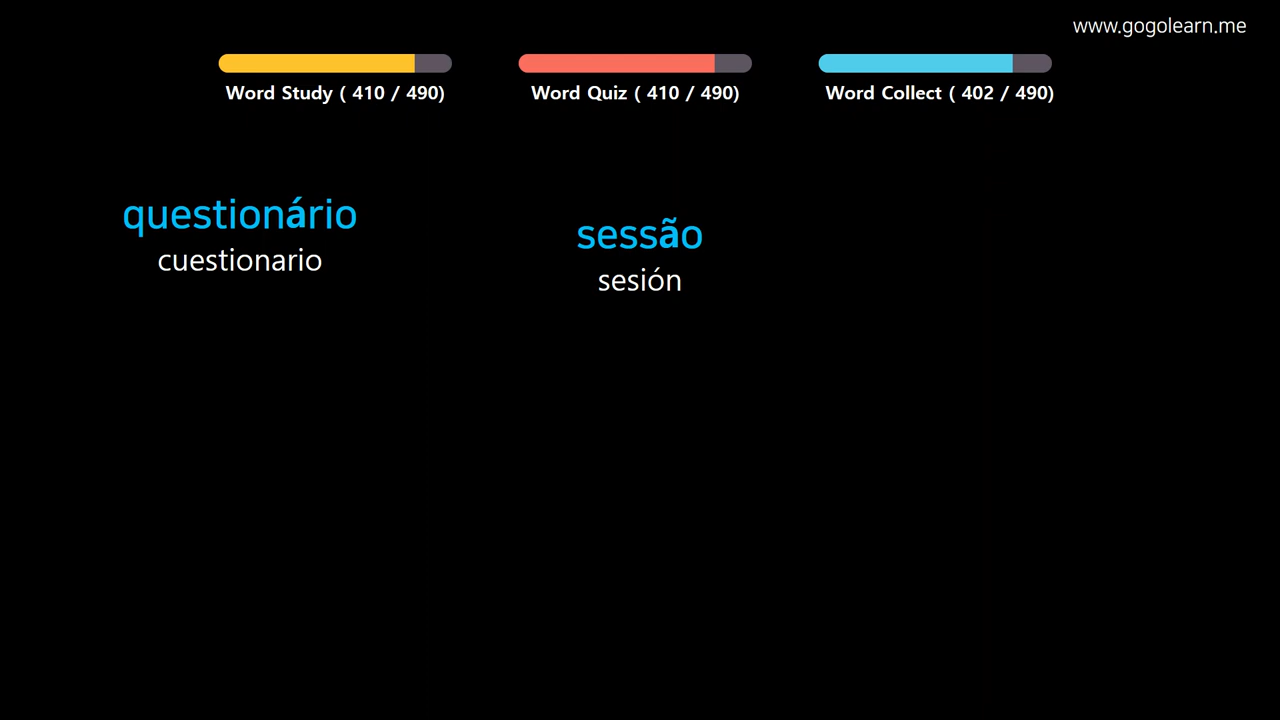 www.gogolearn.me
Word Study ( 410 / 490)
Word Quiz ( 410 / 490)
Word Collect ( 402 / 490)
questionário
cuestionario
sessão
sesión